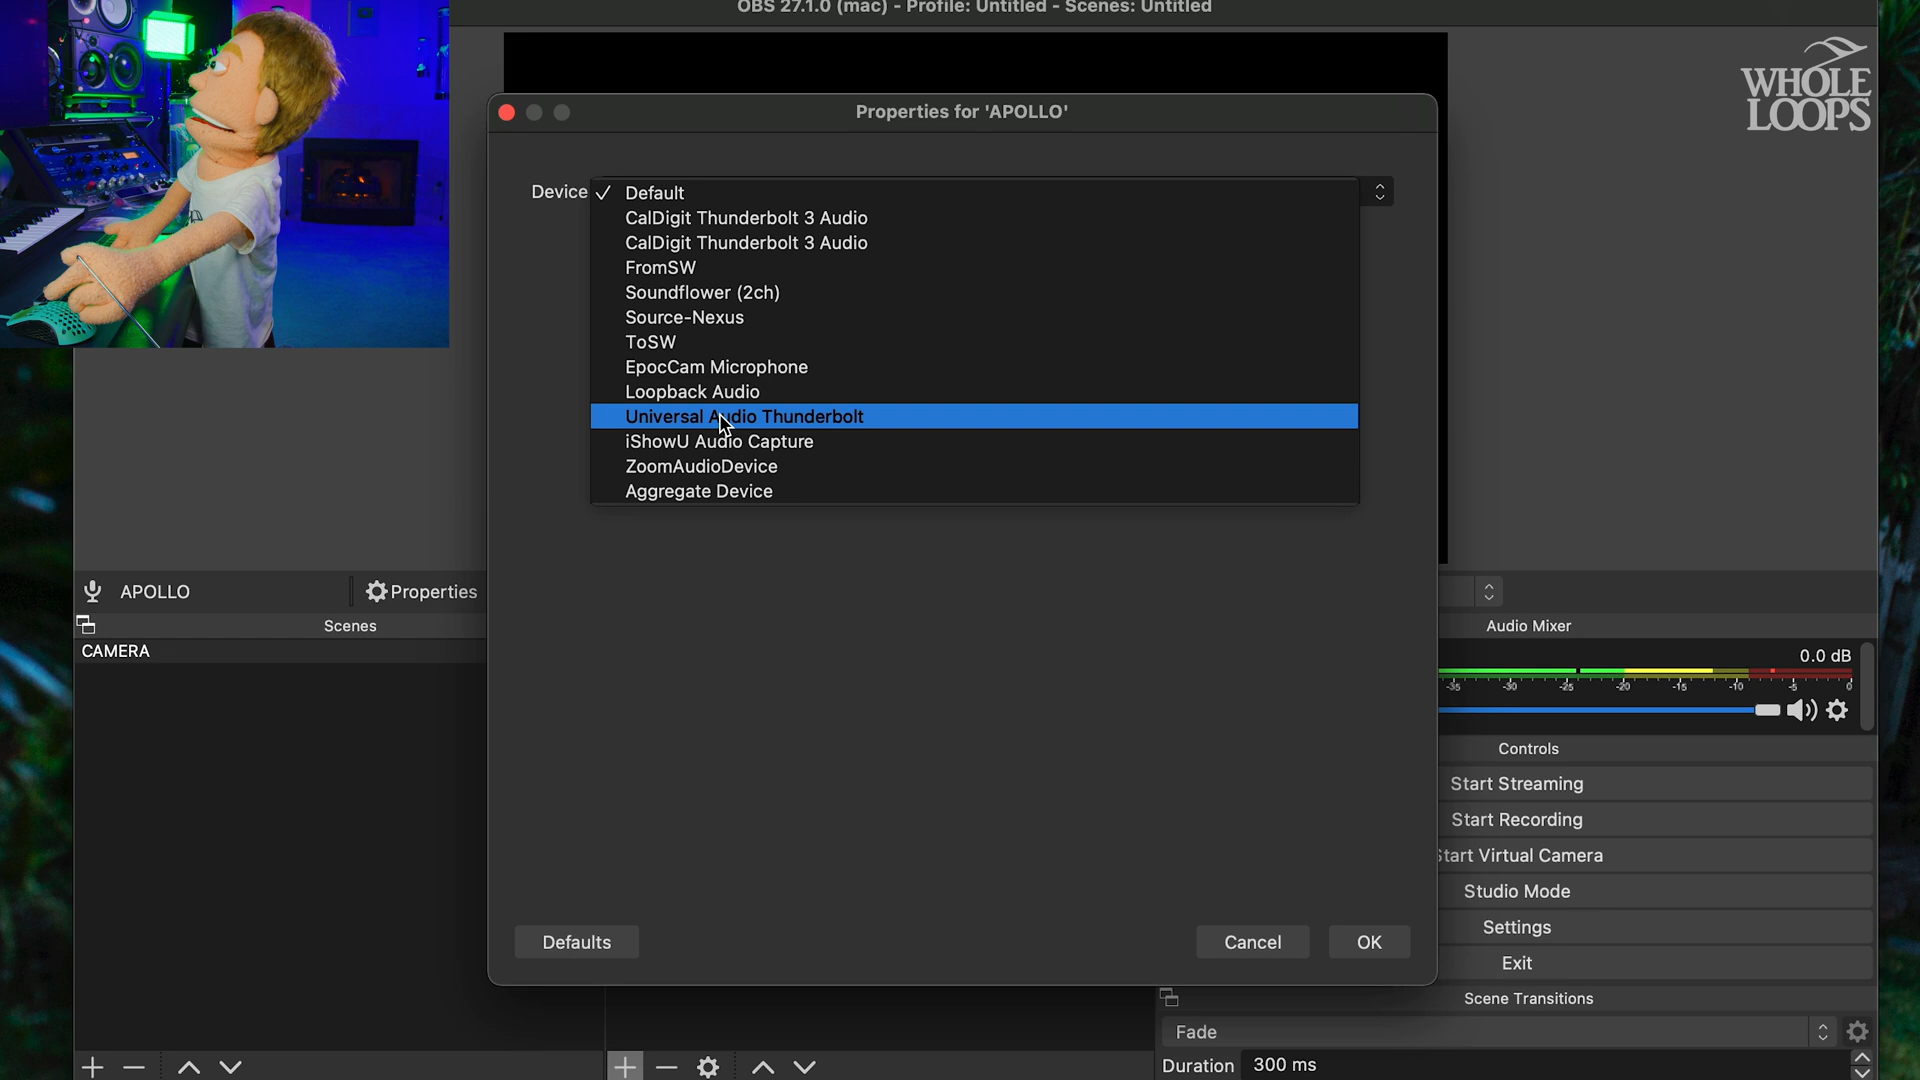 OBS 27.1.0 (mac) - Profile: Untitled - Scenes: Untitled
WHOLE
LOOPS
Properties for 'APOLLO'
Device
✓ Default
CalDigit Thunderbolt 3 Audio
CalDigit Thunderbolt 3 Audio
FromSW
Soundflower (2ch)
Source-Nexus
ToSW
EpocCam Microphone
Loopback Audio
Universal Audio Thunderbolt
iShowU Audio Capture
ZoomAudioDevice
Aggregate Device
APOLLO
Properties
Scenes
CAMERA
Audio Mixer
0.0 dB
-35 -30 -25 -20 -15 -10 -5 0
Controls
Start Streaming
Start Recording
Start Virtual Camera
Studio Mode
Settings
Exit
Defaults
Cancel
OK
Scene Transitions
Fade
Duration 300 ms